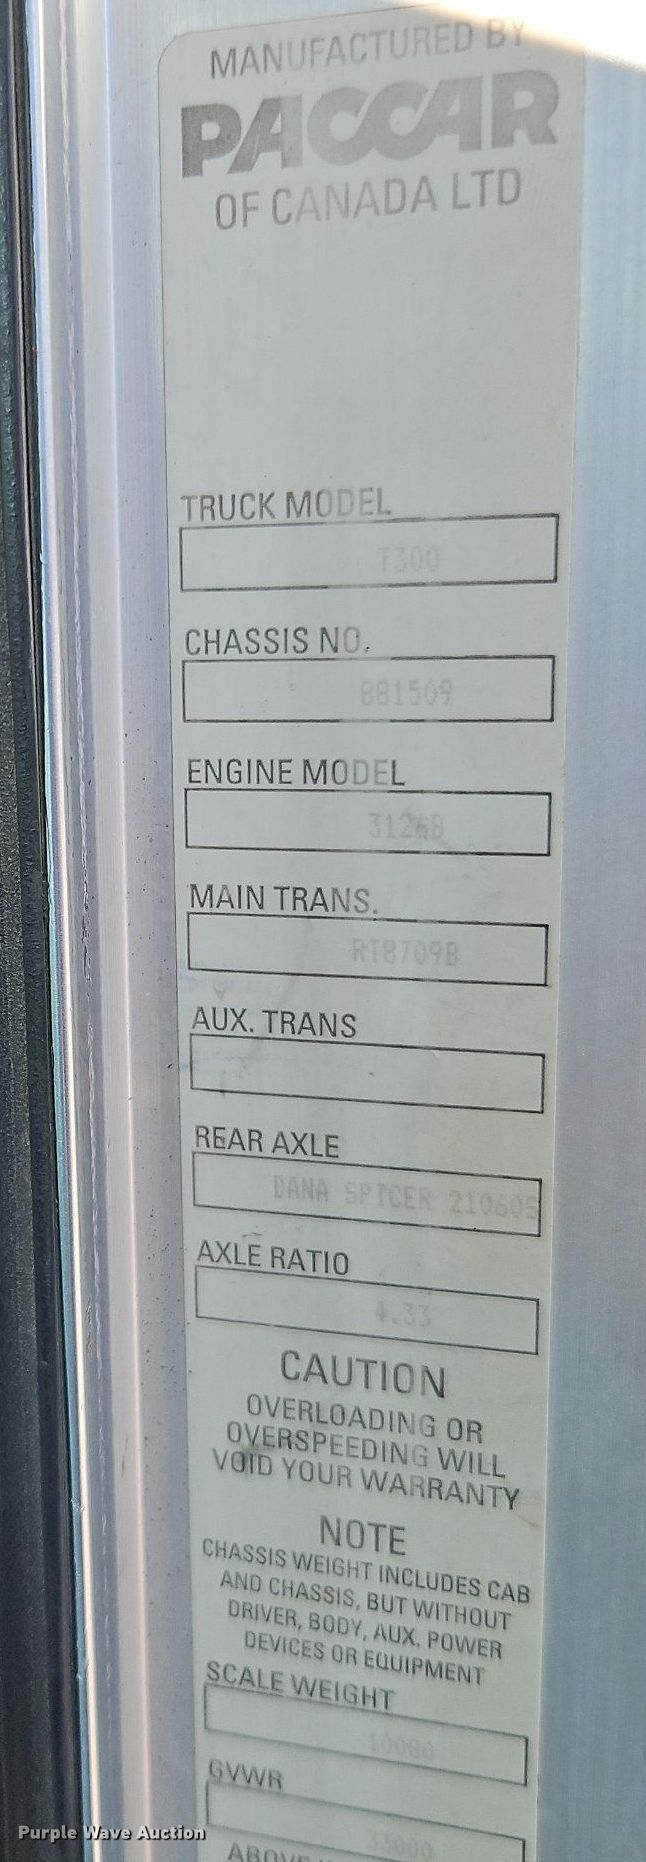 MANUFACTURED BY
PACCAR
OF CANADA LTD
TRUCK MODEL
T300
CHASSIS NO.
881509
ENGINE MODEL
3126B
MAIN TRANS.
RT8709B
AUX. TRANS
REAR AXLE
DANA SPICER 21060S
AXLE RATIO
4.33
CAUTION
OVERLOADING OR
OVERSPEEDING WILL
VOID YOUR WARRANTY
NOTE
CHASSIS WEIGHT INCLUDES CAB
AND CHASSIS, BUT WITHOUT
DRIVER, BODY, AUX. POWER
DEVICES OR EQUIPMENT
SCALE WEIGHT
GVWR
33000
Purple Wave Auction